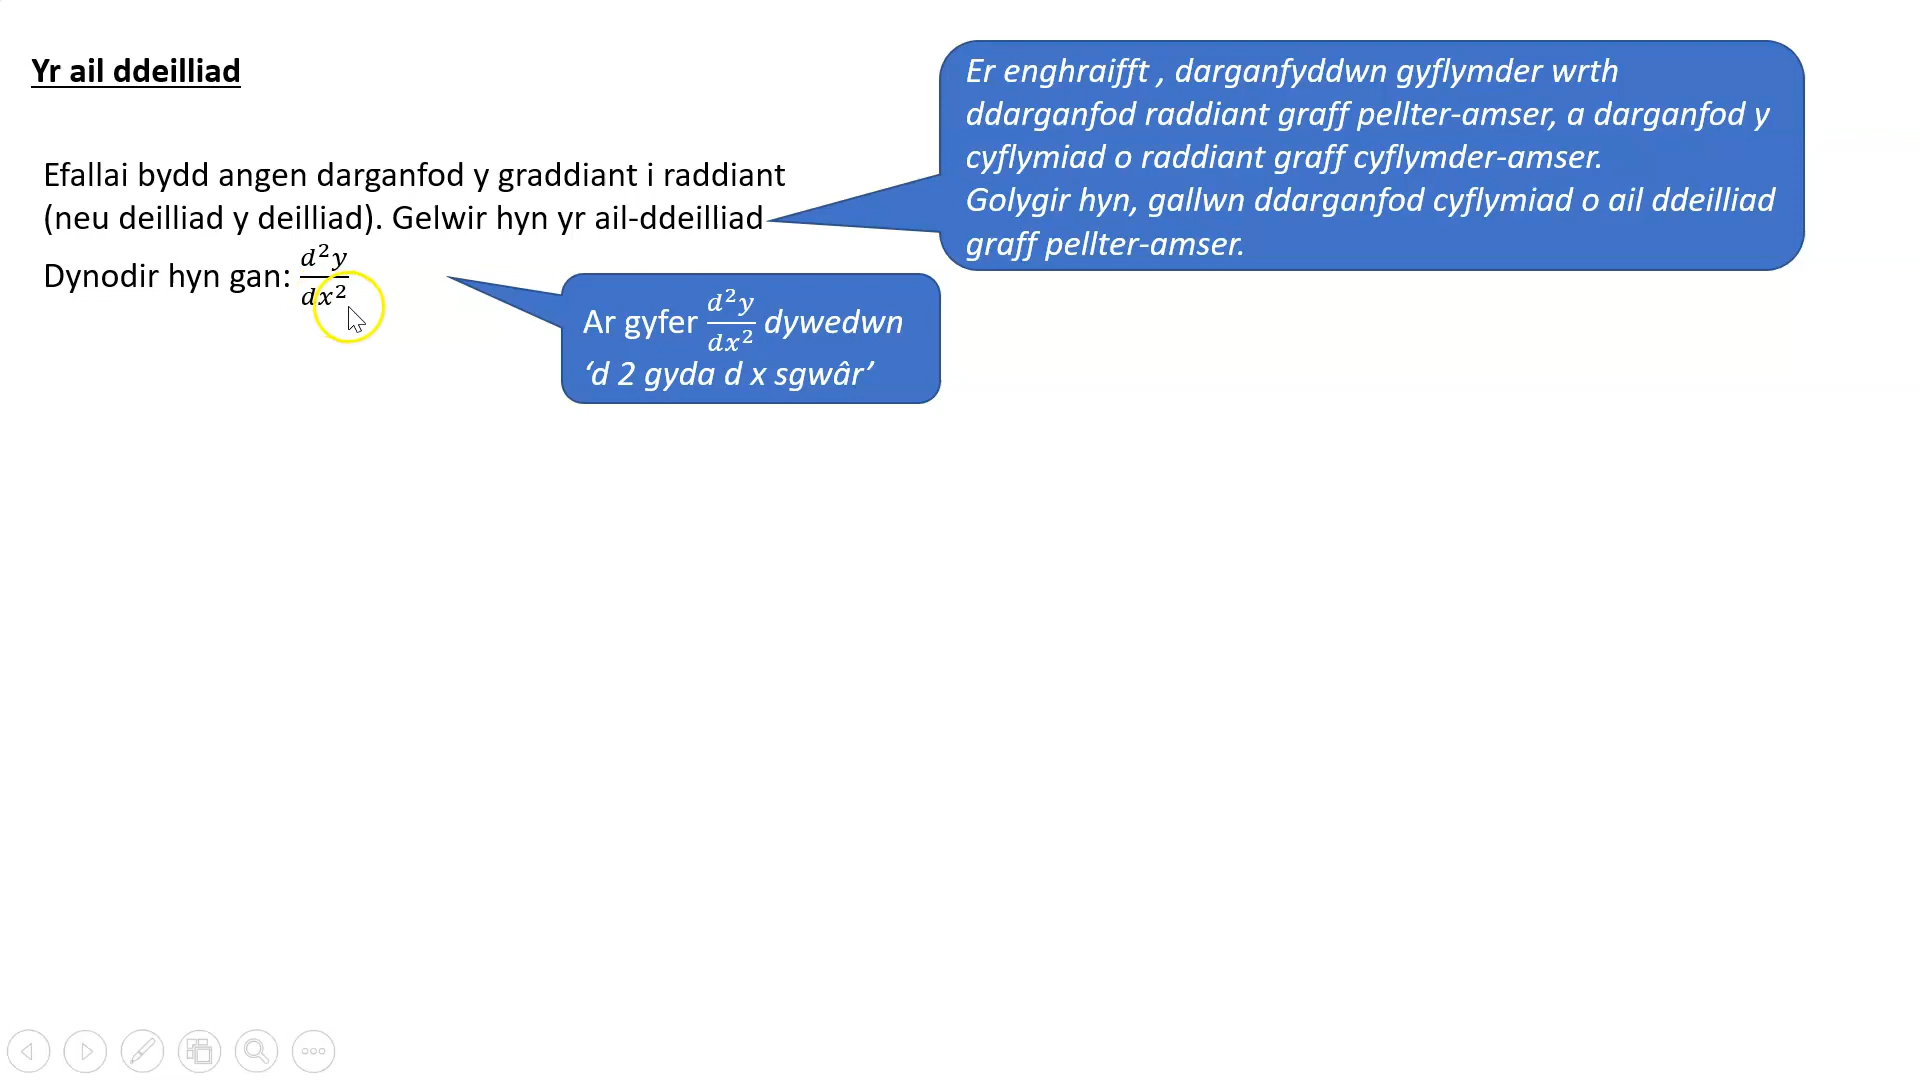 Yr ail ddeilliad
Efallai bydd angen darganfod y graddiant i raddiant
(neu deilliad y deilliad). Gelwir hyn yr ail-ddeilliad
Dynodir hyn gan: d²y/dx²
Er enghraifft , darganfyddwn gyflymder wrth
ddarganfod raddiant graff pellter-amser, a darganfod y
cyflymiad o raddiant graff cyflymder-amser.
Golygir hyn, gallwn ddarganfod cyflymiad o ail ddeilliad
graff pellter-amser.
Ar gyfer d²y/dx² dywedwn
‘d 2 gyda d x sgwâr’